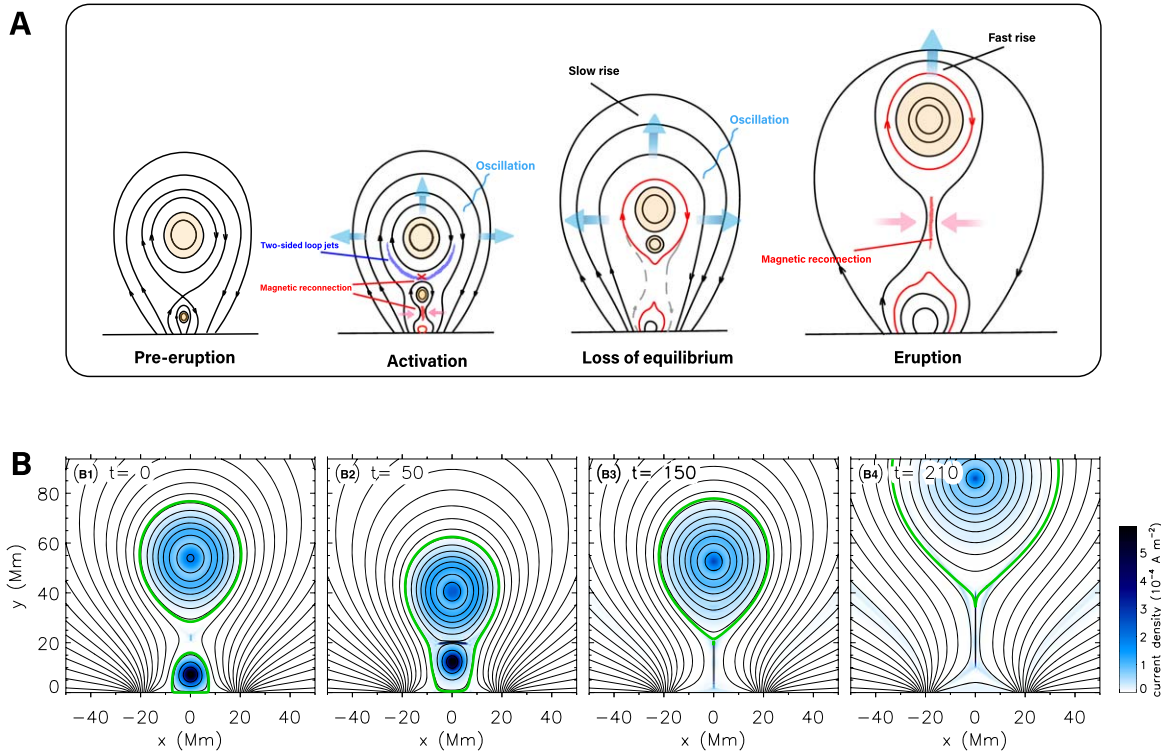 A
Fast rise
Slow rise
Oscillation
Oscillation
Two-sided loop jets
Magnetic reconnection
Magnetic reconnection
Pre-eruption
Activation
Loss of equilibrium
Eruption
B
(B1) t= 0
(B2) t= 50
(B3) t= 150
(B4) t= 210
80
60
40
20
0
y (Mm)
−40 −20 0 20 40
−40 −20 0 20 40
−40 −20 0 20 40
−40 −20 0 20 40
x (Mm)
x (Mm)
x (Mm)
x (Mm)
5
4
3
2
1
0
current density (10⁻⁴ A m⁻²)